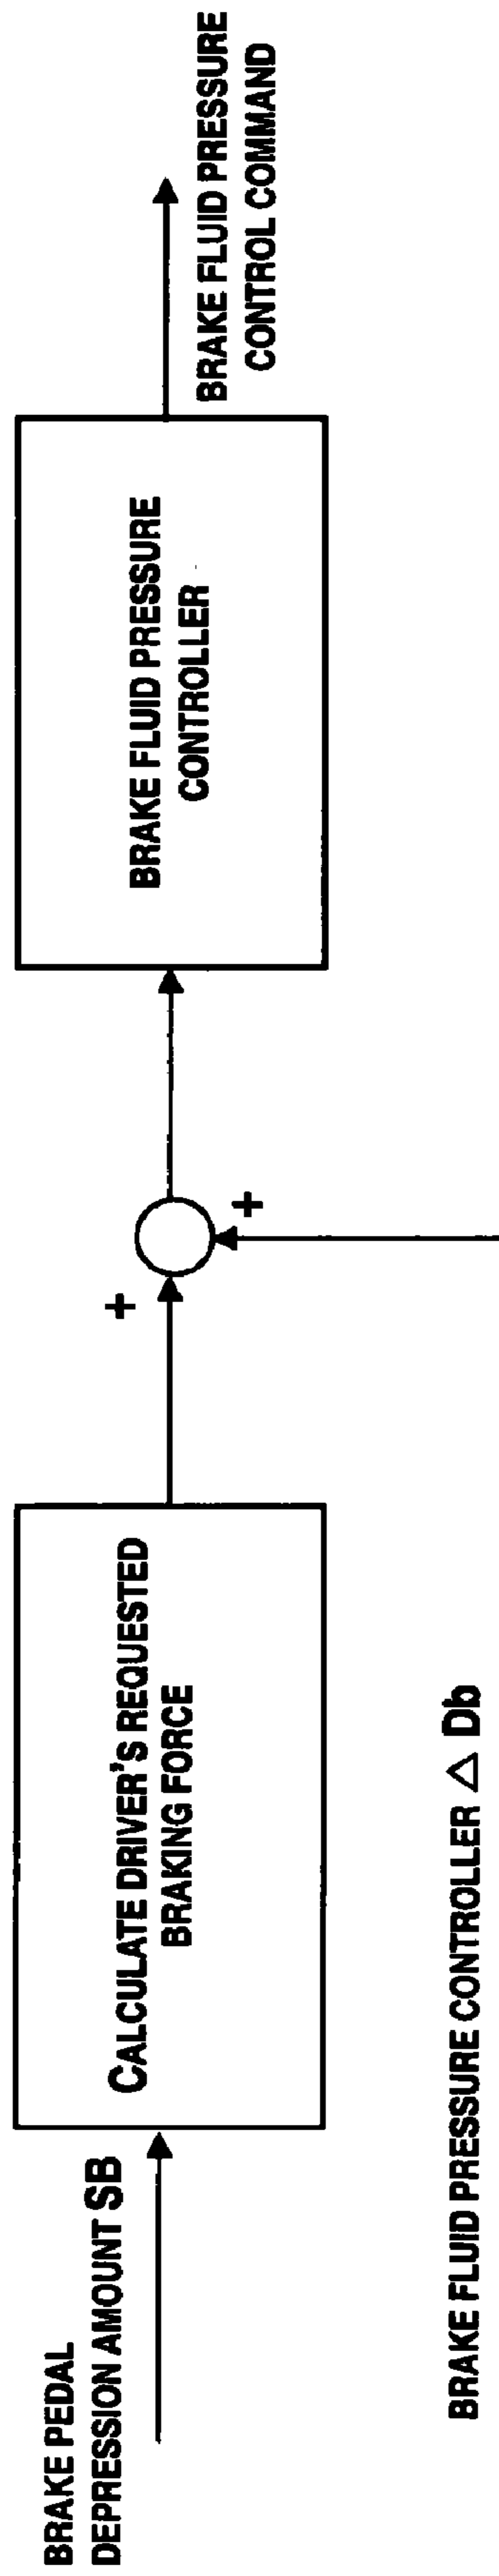 BRAKE PEDAL
DEPRESSION AMOUNT SB
CALCULATE DRIVER'S REQUESTED
BRAKING FORCE
+
+
BRAKE FLUID PRESSURE
CONTROLLER
BRAKE FLUID PRESSURE
CONTROL COMMAND
BRAKE FLUID PRESSURE CONTROLLER △ Db